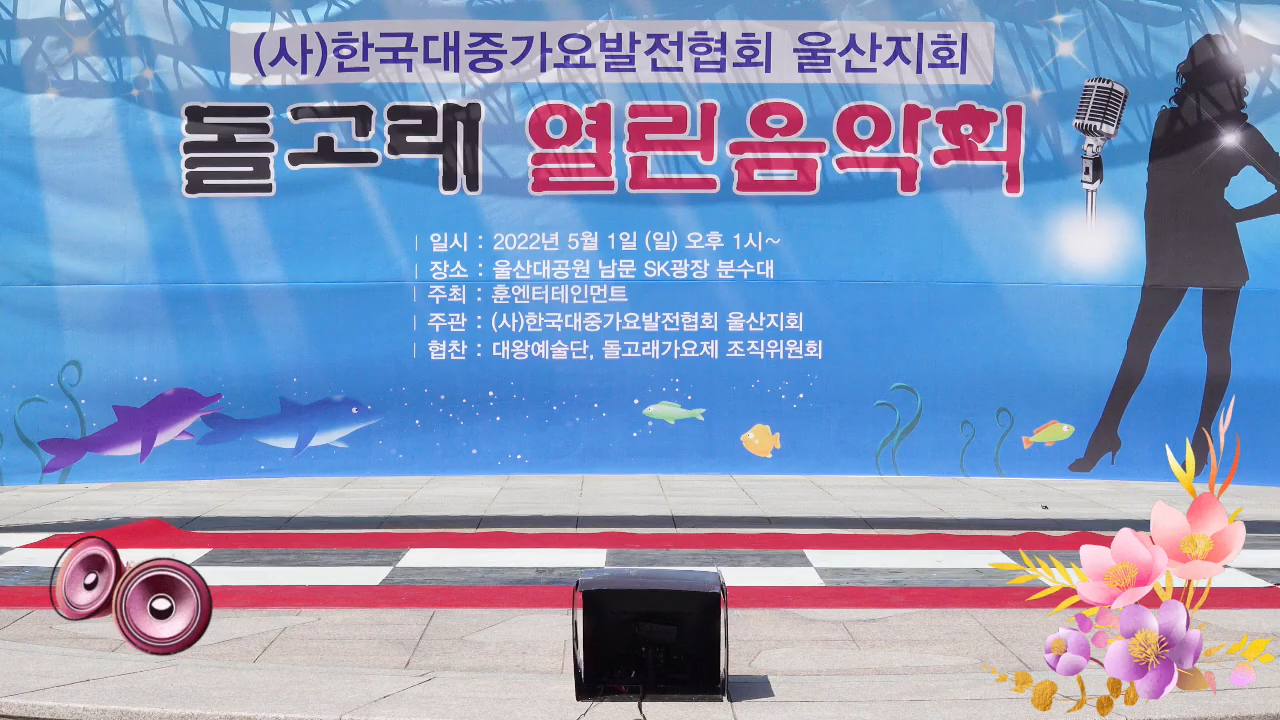 (사)한국대중가요발전협회 울산지회
돌고래 열린음악회
일시 : 2022년 5월 1일 (일) 오후 1시~
장소 : 울산대공원 남문 SK광장 분수대
주최 : 훈엔터테인먼트
주관 : (사)한국대중가요발전협회 울산지회
협찬 : 대왕예술단, 돌고래가요제 조직위원회